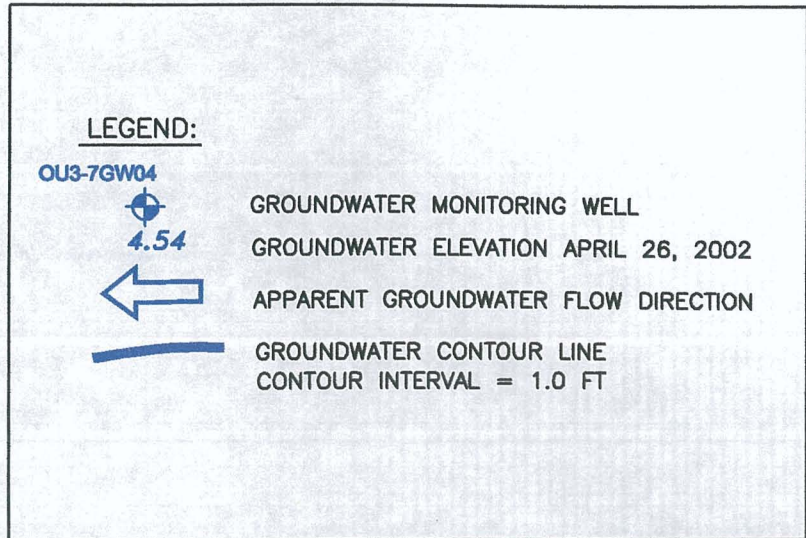 LEGEND:
OU3-7GW04
GROUNDWATER MONITORING WELL
4.54
GROUNDWATER ELEVATION APRIL 26, 2002
APPARENT GROUNDWATER FLOW DIRECTION
GROUNDWATER CONTOUR LINE
CONTOUR INTERVAL = 1.0 FT